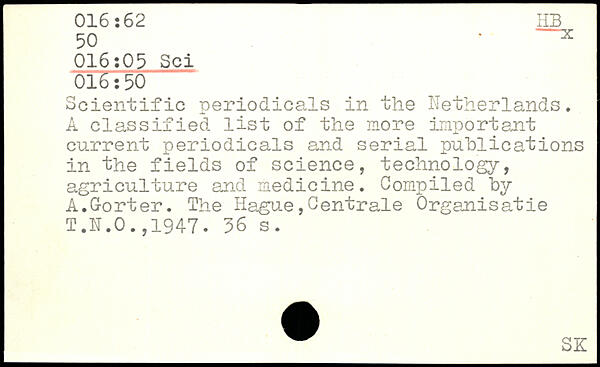 016:62 HB
x
50
016:05 Sci
016:50
Scientific periodicals in the Netherlands.
A classified list of the more important
current periodicals and serial publications
in the fields of science, technology,
agriculture and medicine. Compiled by
A.Gorter. The Hague,Centrale Organisatie
T.N.O.,1947. 36 s.
SK